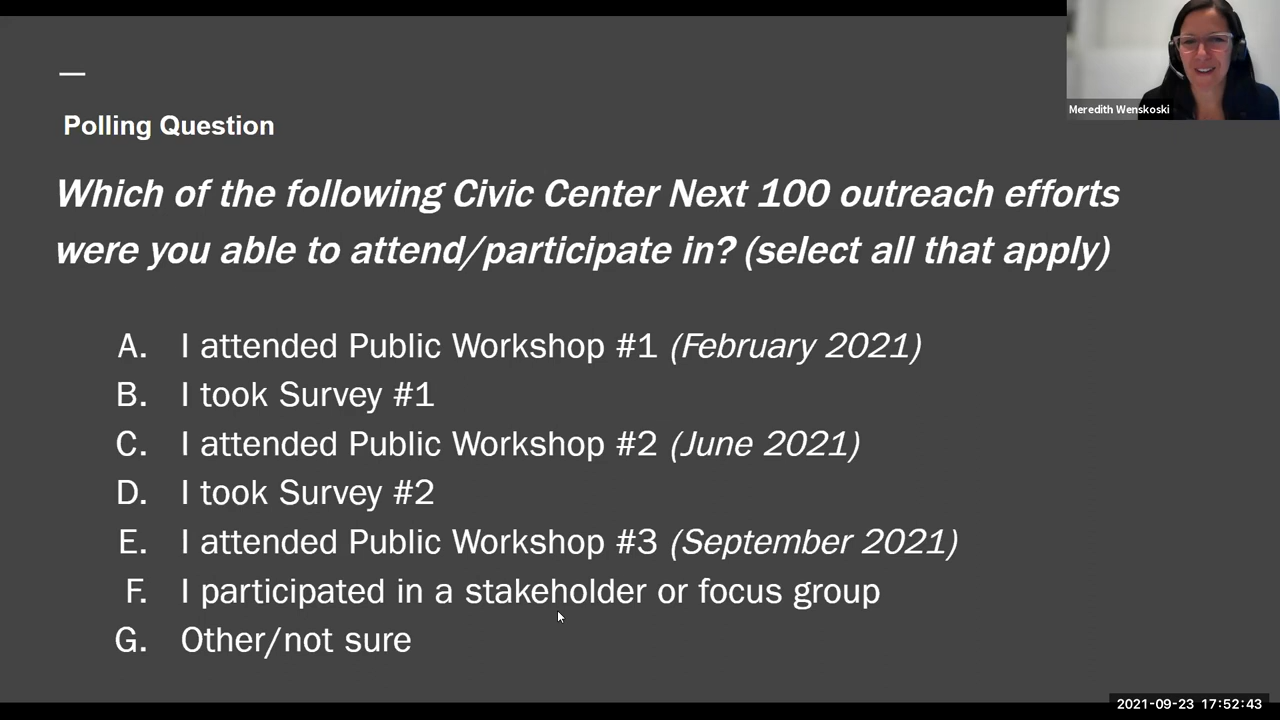 Meredith Wenskoski
Polling Question
Which of the following Civic Center Next 100 outreach efforts
were you able to attend/participate in? (select all that apply)
A. I attended Public Workshop #1 (February 2021)
B. I took Survey #1
C. I attended Public Workshop #2 (June 2021)
D. I took Survey #2
E. I attended Public Workshop #3 (September 2021)
F. I participated in a stakeholder or focus group
G. Other/not sure
2021-09-23 17:52:43